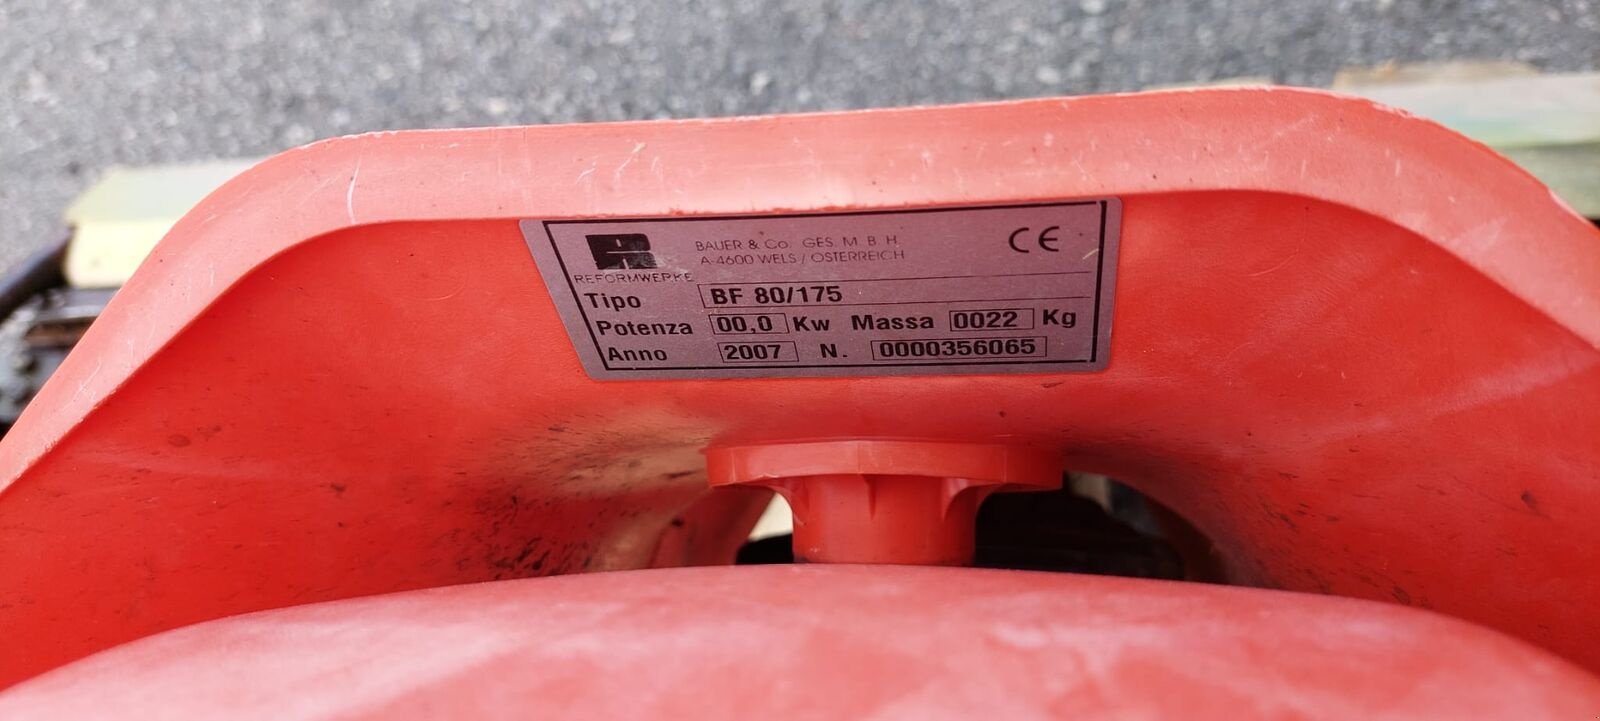 BAUER & Co. GES. M. B. H.
A-4600 WELS / OSTERREICH
CE
REFORMWERKE
Tipo BF 80/175
Potenza 00,0 Kw Massa 0022 Kg
Anno 2007 N. 0000356065